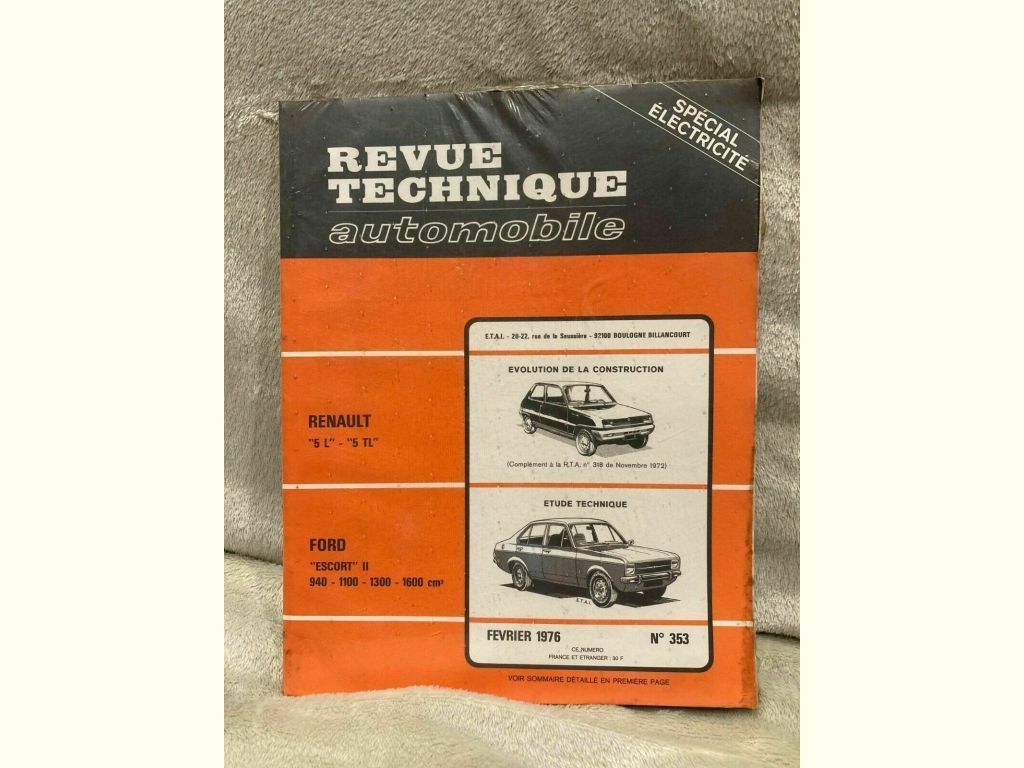 SPÉCIAL
ÉLECTRICITÉ
REVUE
TECHNIQUE
automobile
E.T.A.I. - 20-22, rue de la Saussière - 92100 BOULOGNE BILLANCOURT
EVOLUTION DE LA CONSTRUCTION
RENAULT
"5 L" - "5 TL"
(Complément à la R.T.A. n° 318 de Novembre 1972)
ETUDE TECHNIQUE
FORD
"ESCORT" II
940 - 1100 - 1300 - 1600 cm³
E.T.A.I.
FEVRIER 1976 N° 353
CE NUMERO
FRANCE ET ETRANGER : 30 F
VOIR SOMMAIRE DÉTAILLÉ EN PREMIÈRE PAGE